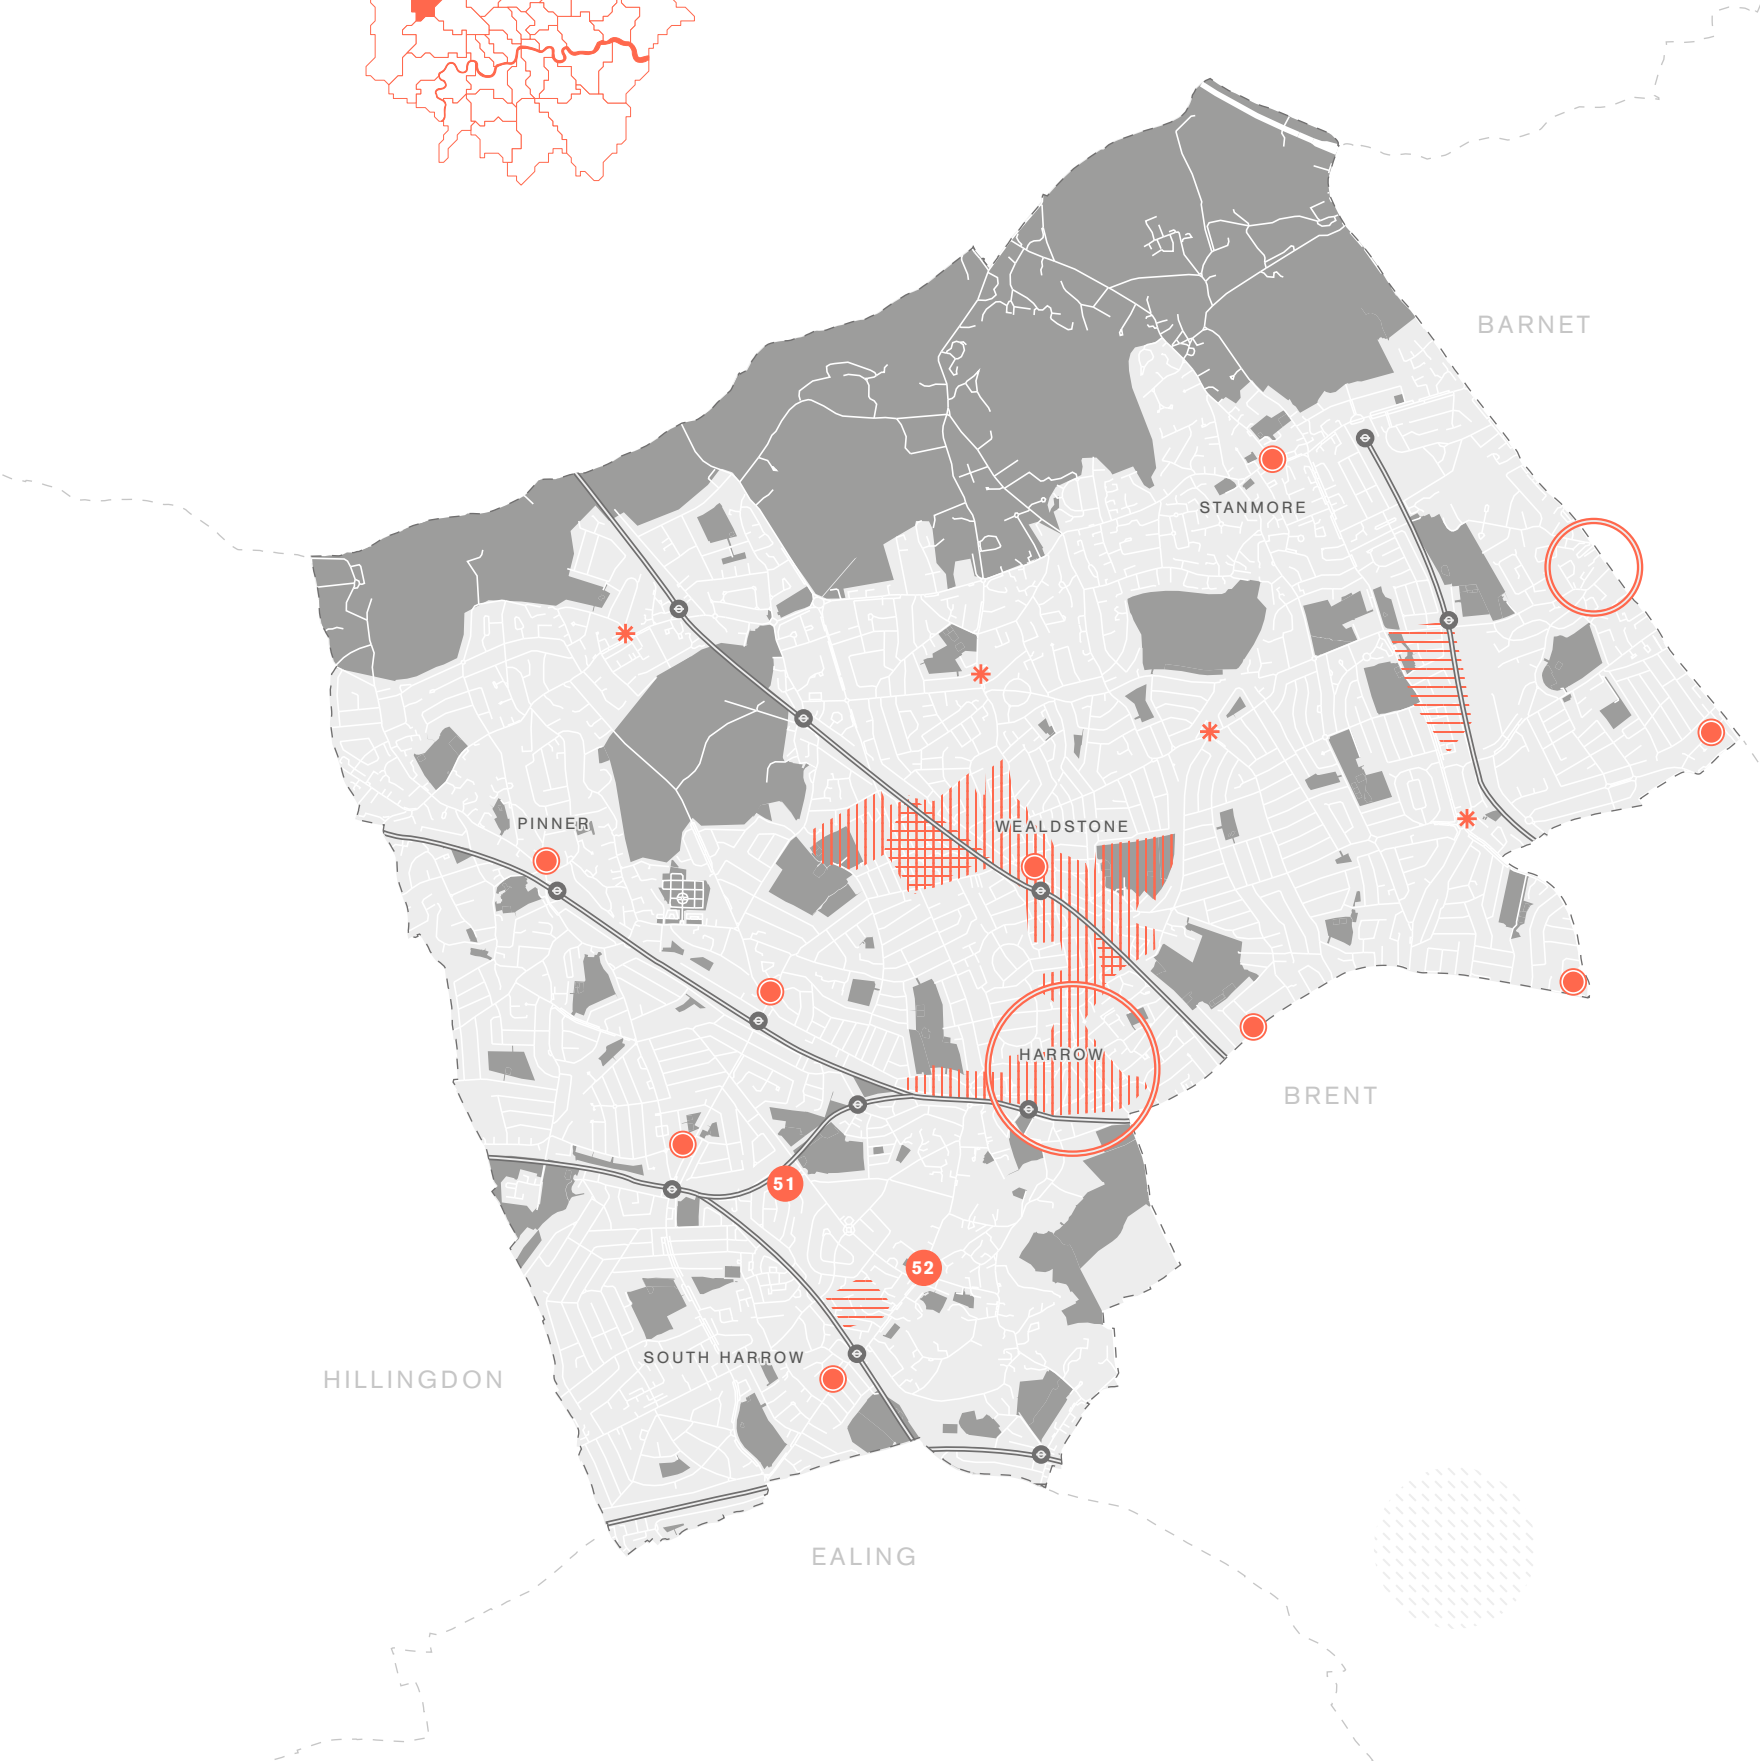 BARNET
STANMORE
PINNER
WEALDSTONE
HARROW
BRENT
51
52
SOUTH HARROW
HILLINGDON
EALING